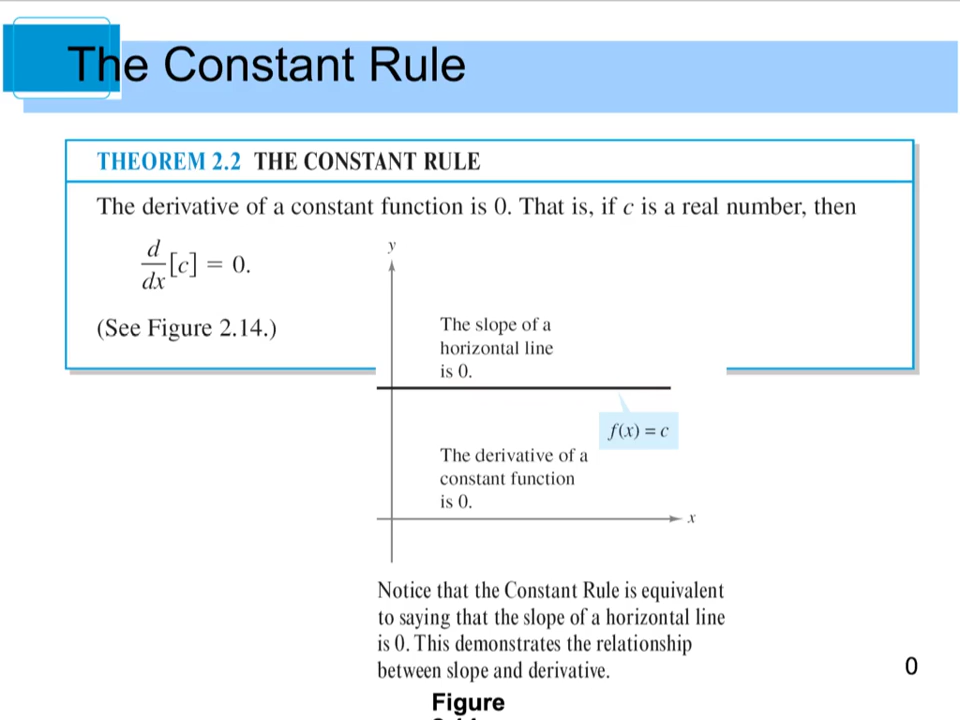 The Constant Rule
THEOREM 2.2 THE CONSTANT RULE
The derivative of a constant function is 0. That is, if c is a real number, then
d/dx [c] = 0.
(See Figure 2.14.)
y
The slope of a
horizontal line
is 0.
f(x) = c
The derivative of a
constant function
is 0.
x
Notice that the Constant Rule is equivalent
to saying that the slope of a horizontal line
is 0. This demonstrates the relationship
between slope and derivative.
0
Figure